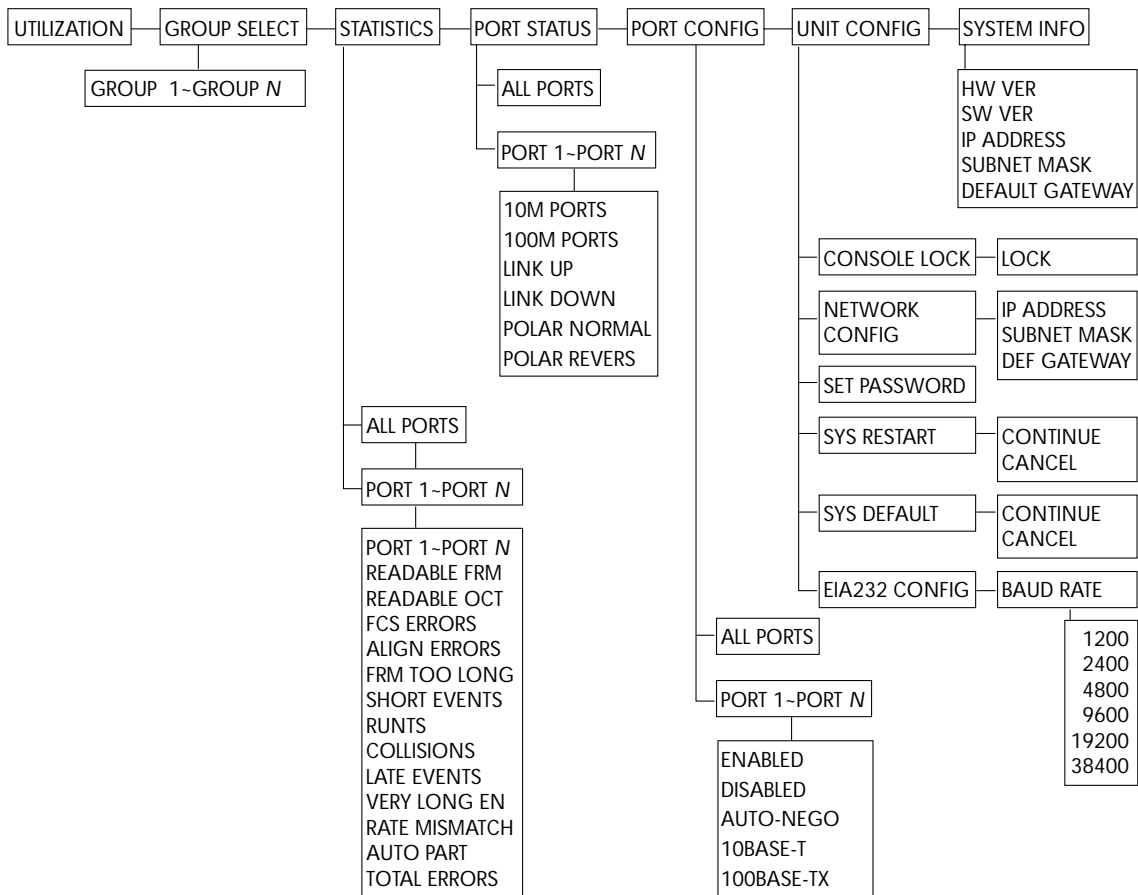 UTILIZATION
GROUP SELECT
STATISTICS
PORT STATUS
PORT CONFIG
UNIT CONFIG
SYSTEM INFO
GROUP 1~GROUP N
ALL PORTS
PORT 1~PORT N
10M PORTS
100M PORTS
LINK UP
LINK DOWN
POLAR NORMAL
POLAR REVERS
HW VER
SW VER
IP ADDRESS
SUBNET MASK
DEFAULT GATEWAY
CONSOLE LOCK
LOCK
NETWORK
CONFIG
IP ADDRESS
SUBNET MASK
DEF GATEWAY
SET PASSWORD
SYS RESTART
CONTINUE
CANCEL
SYS DEFAULT
CONTINUE
CANCEL
EIA232 CONFIG
BAUD RATE
1200
2400
4800
9600
19200
38400
ALL PORTS
PORT 1~PORT N
PORT 1~PORT N
READABLE FRM
READABLE OCT
FCS ERRORS
ALIGN ERRORS
FRM TOO LONG
SHORT EVENTS
RUNTS
COLLISIONS
LATE EVENTS
VERY LONG EN
RATE MISMATCH
AUTO PART
TOTAL ERRORS
ALL PORTS
PORT 1~PORT N
ENABLED
DISABLED
AUTO-NEGO
10BASE-T
100BASE-TX